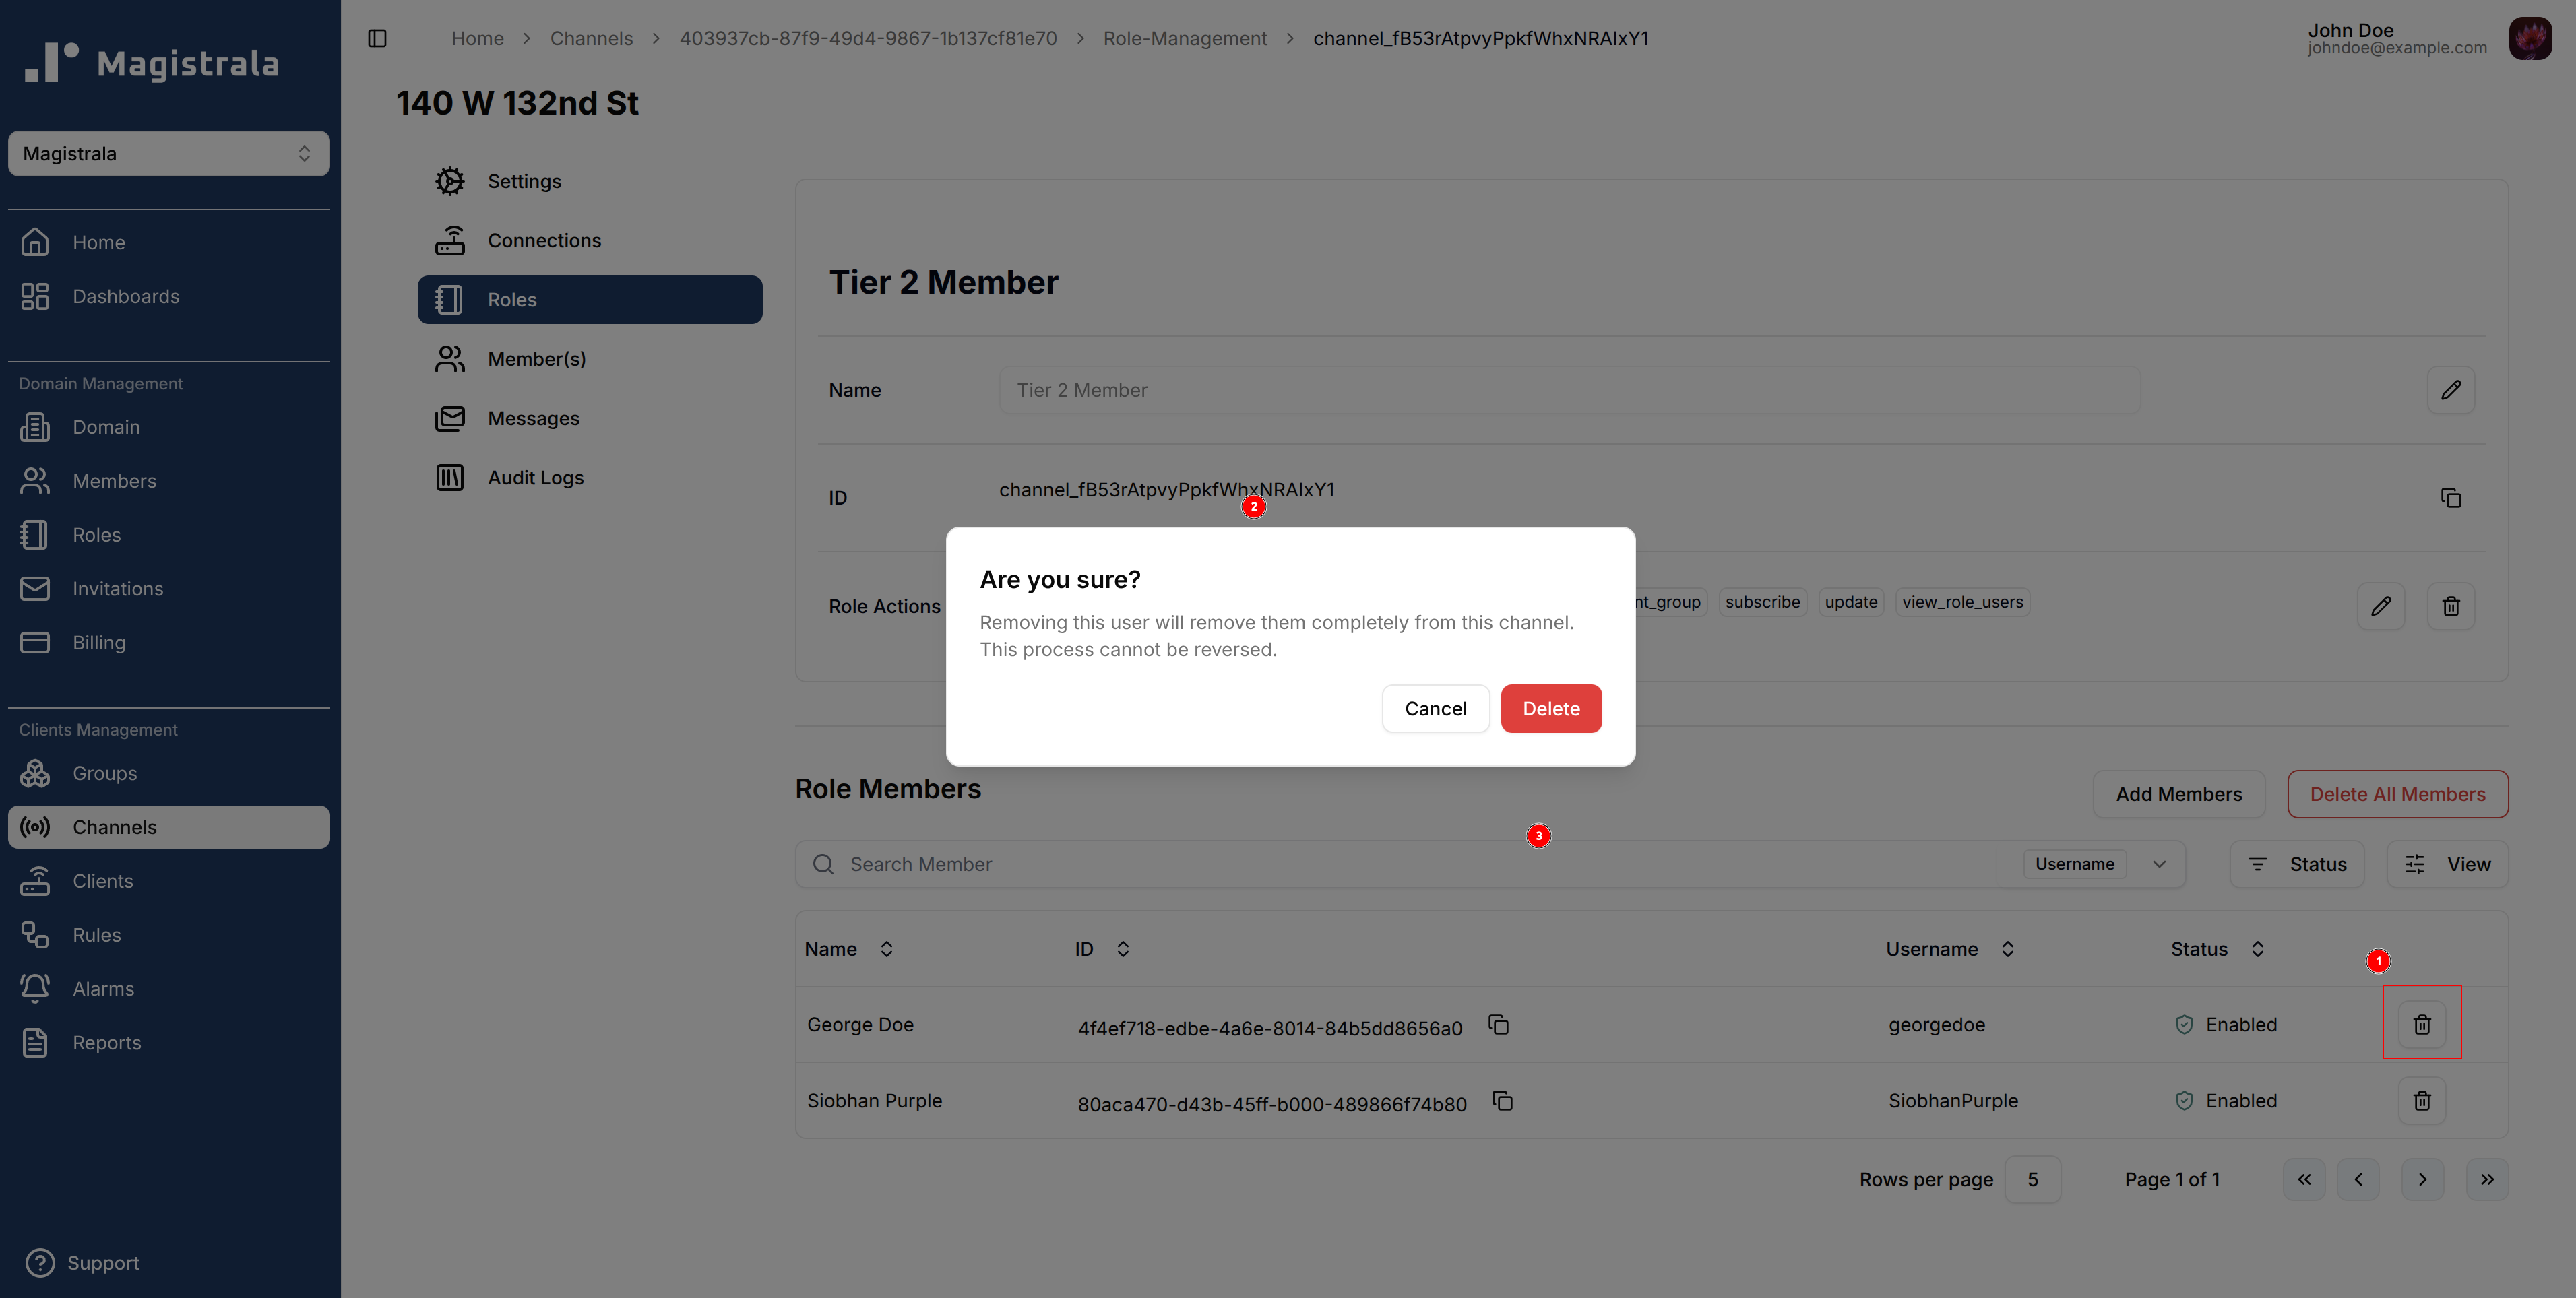 Magistrala
Magistrala
Home
Dashboards
Domain Management
Domain
Members
Roles
Invitations
Billing
Clients Management
Groups
Channels
Clients
Rules
Alarms
Reports
Support
Home > Channels > 403937cb-87f9-49d4-9867-1b137cf81e70 > Role-Management > channel_fB53rAtpvyPpkfWhxNRAIxY1
John Doe
johndoe@example.com
140 W 132nd St
Settings
Connections
Roles
Member(s)
Messages
Audit Logs
Tier 2 Member
Name Tier 2 Member
ID channel_fB53rAtpvyPpkfWhxNRAIxY1
2
Role Actions nt_group subscribe update view_role_users
Are you sure?
Removing this user will remove them completely from this channel.
This process cannot be reversed.
Cancel Delete
Role Members
Add Members Delete All Members
3
Search Member Username Status View
Name ID Username Status
1
George Doe 4f4ef718-edbe-4a6e-8014-84b5dd8656a0 georgedoe Enabled
Siobhan Purple 80aca470-d43b-45ff-b000-489866f74b80 SiobhanPurple Enabled
Rows per page 5 Page 1 of 1